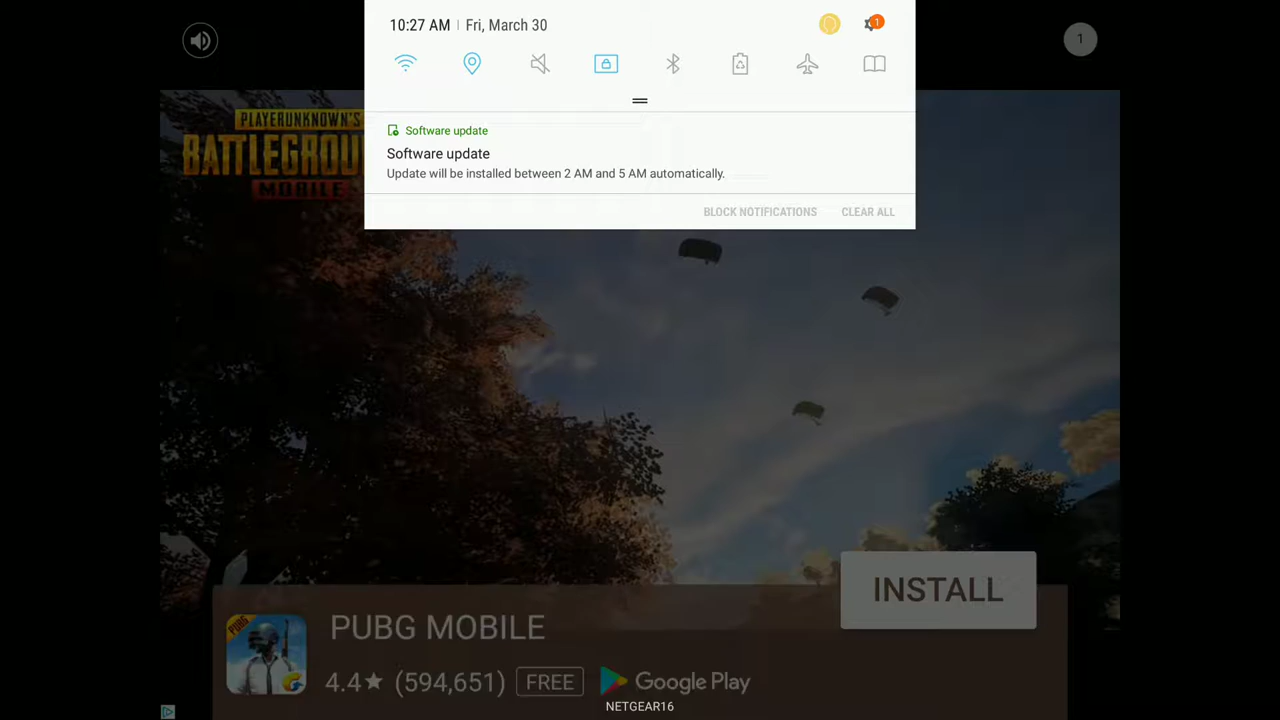 10:27 AM Fri, March 30
1
1
PLAYERUNKNOWN'S
BATTLEGROU
MOBILE
Software update
Software update
Update will be installed between 2 AM and 5 AM automatically.
BLOCK NOTIFICATIONS CLEAR ALL
INSTALL
PUBG
PUBG MOBILE
4.4★ (594,651) FREE Google Play
NETGEAR16